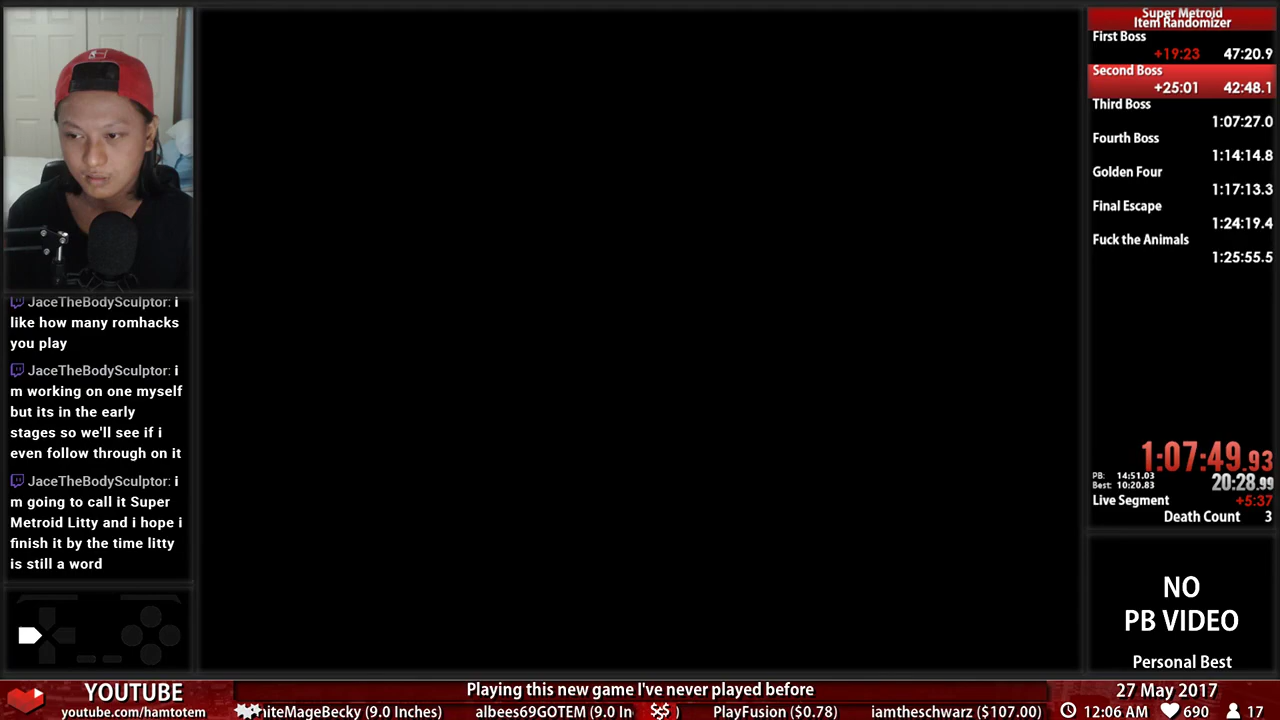 JaceTheBodySculptor: i
like how many romhacks
you play
JaceTheBodySculptor: i
m working on one myself
but its in the early
stages so we'll see if i
even follow through on it
JaceTheBodySculptor: i
m going to call it Super
Metroid Litty and i hope i
finish it by the time litty
is still a word
Super Metroid
Item Randomizer
First Boss
+19:23 47:20.9
Second Boss
+25:01 42:48.1
Third Boss
1:07:27.0
Fourth Boss
1:14:14.8
Golden Four
1:17:13.3
Final Escape
1:24:19.4
Fuck the Animals
1:25:55.5
1:07:49.93
PB: 14:51.03
Best: 10:20.83
20:28.99
Live Segment +5:37
Death Count 3
NO
PB VIDEO
Personal Best
YOUTUBE
youtube.com/hamtotem
Playing this new game I've never played before
iteMageBecky (9.0 Inches) albees69GOTEM (9.0 In $$ ) PlayFusion ($0.78) iamtheschwarz ($107.00)
27 May 2017
12:06 AM 690 17